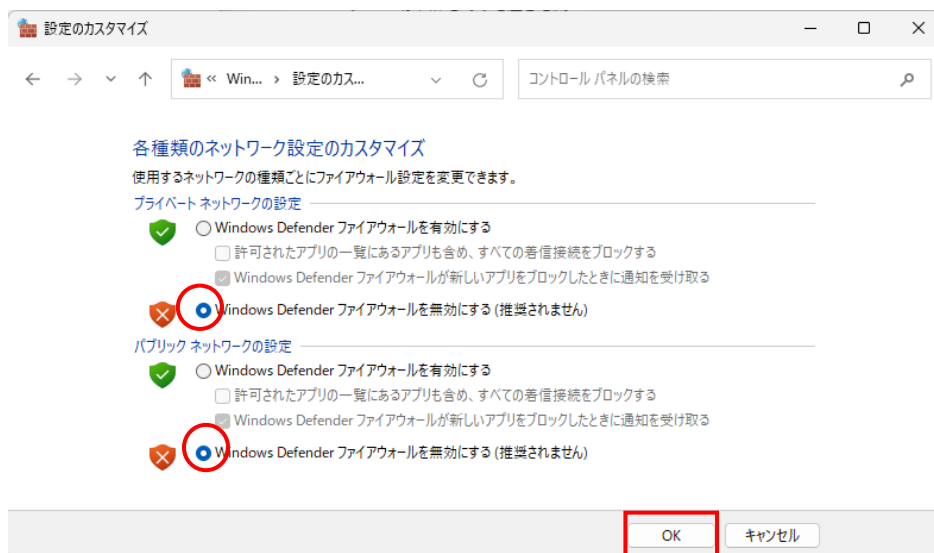 設定のカスタマイズ
« Win... › 設定のカス...
コントロール パネルの検索
各種類のネットワーク設定のカスタマイズ
使用するネットワークの種類ごとにファイアウォール設定を変更できます。
プライベート ネットワークの設定
Windows Defender ファイアウォールを有効にする
許可されたアプリの一覧にあるアプリも含め、すべての着信接続をブロックする
Windows Defender ファイアウォールが新しいアプリをブロックしたときに通知を受け取る
Windows Defender ファイアウォールを無効にする (推奨されません)
パブリック ネットワークの設定
Windows Defender ファイアウォールを有効にする
許可されたアプリの一覧にあるアプリも含め、すべての着信接続をブロックする
Windows Defender ファイアウォールが新しいアプリをブロックしたときに通知を受け取る
Windows Defender ファイアウォールを無効にする (推奨されません)
OK キャンセル